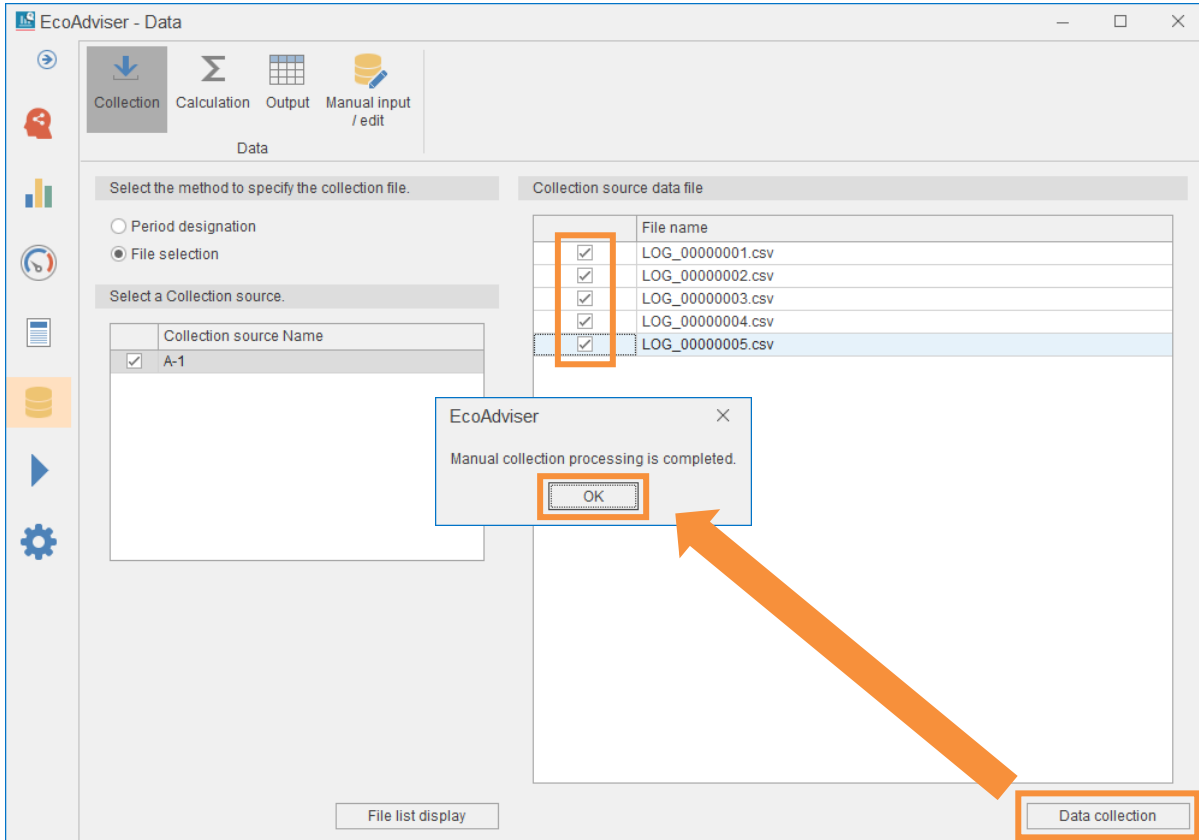 EcoAdviser - Data
Collection
Calculation
Output
Manual input
/ edit
Data
Select the method to specify the collection file.
Period designation
File selection
Select a Collection source.
Collection source Name
A-1
Collection source data file
File name
LOG_00000001.csv
LOG_00000002.csv
LOG_00000003.csv
LOG_00000004.csv
LOG_00000005.csv
EcoAdviser
Manual collection processing is completed.
OK
File list display
Data collection